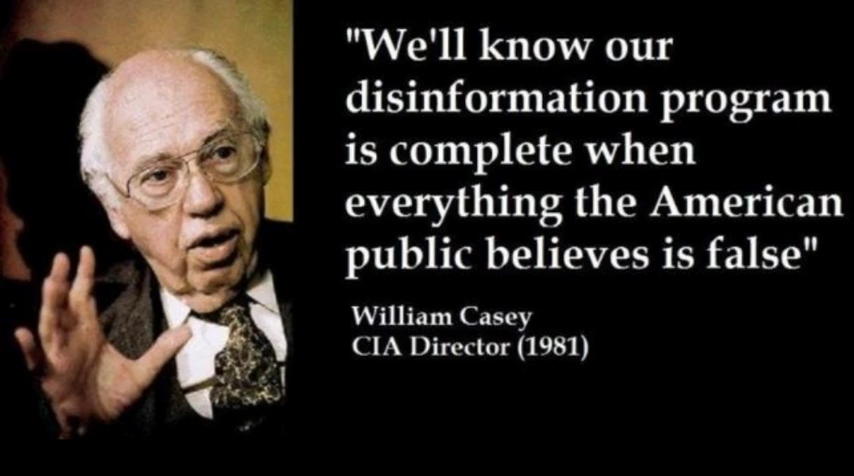 "We'll know our
disinformation program
is complete when
everything the American
public believes is false"
William Casey
CIA Director (1981)